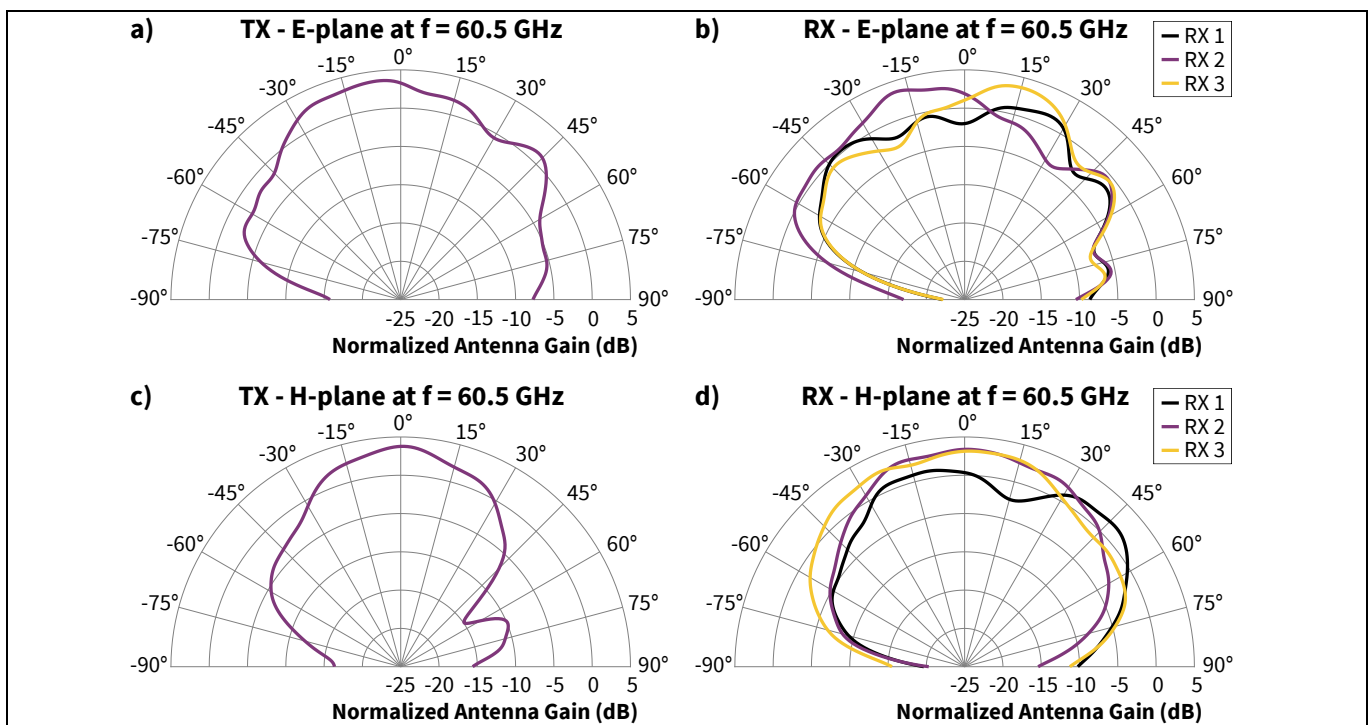 a) TX - E-plane at f = 60.5 GHz
0°
-15° 15°
-30° 30°
-45° 45°
-60° 60°
-75° 75°
-90° 90°
-25 -20 -15 -10 -5 0 5
Normalized Antenna Gain (dB)
b) RX - E-plane at f = 60.5 GHz
RX 1
RX 2
RX 3
0°
-15° 15°
-30° 30°
-45° 45°
-60° 60°
-75° 75°
-90° 90°
-25 -20 -15 -10 -5 0 5
Normalized Antenna Gain (dB)
c) TX - H-plane at f = 60.5 GHz
0°
-15° 15°
-30° 30°
-45° 45°
-60° 60°
-75° 75°
-90° 90°
-25 -20 -15 -10 -5 0 5
Normalized Antenna Gain (dB)
d) RX - H-plane at f = 60.5 GHz
RX 1
RX 2
RX 3
0°
-15° 15°
-30° 30°
-45° 45°
-60° 60°
-75° 75°
-90° 90°
-25 -20 -15 -10 -5 0 5
Normalized Antenna Gain (dB)